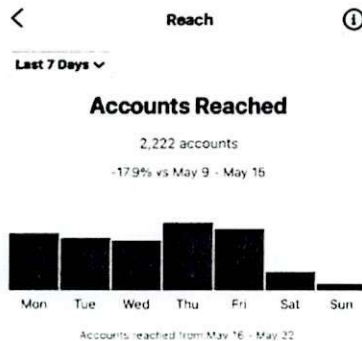 Reach
Last 7 Days
Accounts Reached
2,222 accounts
-17.9% vs May 9 - May 15
Mon Tue Wed Thu Fri Sat Sun
Accounts reached from May 16 - May 22